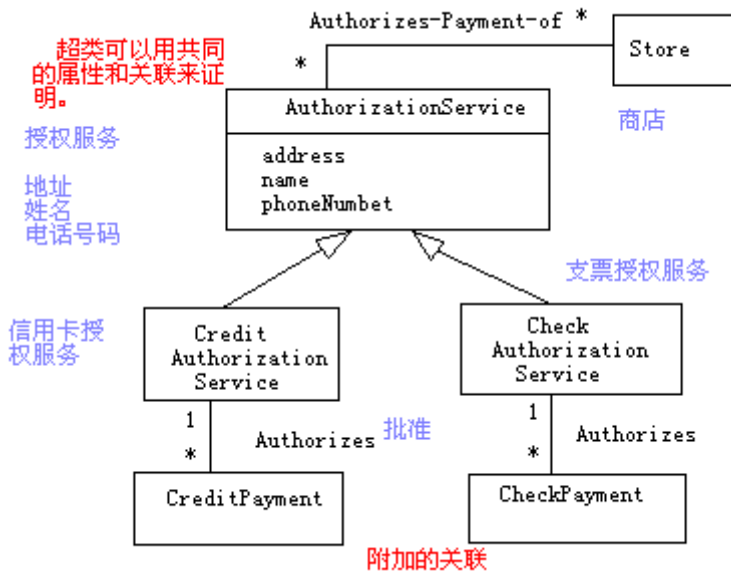 Authorizes-Payment-of *
超类可以用共同
的属性和关联来证
明。
*
Store
AuthorizationService
商店
授权服务
address
name
phoneNumbet
地址
姓名
电话号码
支票授权服务
信用卡授
权服务
Credit
Authorization
Service
Check
Authorization
Service
1
Authorizes
*
批准
1
Authorizes
*
CreditPayment
CheckPayment
附加的关联